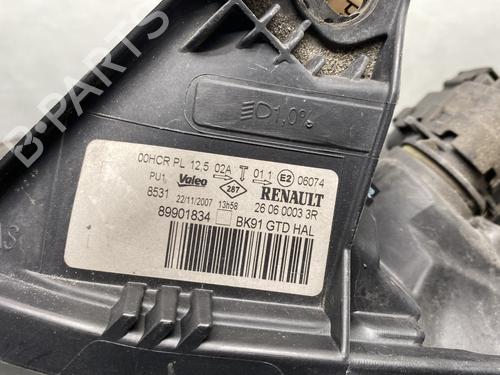 B-PARTS
1,0%
00HCR PL 12,5 02A 01 1 E2 06074
PU1 Valeo 287 RENAULT
8531 22/11/2007 13h58 26 06 0003 3R
89901834 BK91 GTD HAL